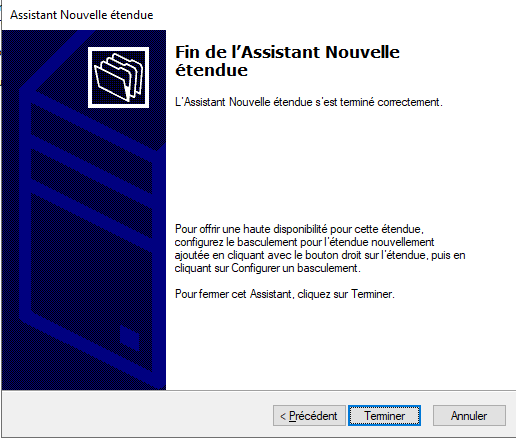 Assistant Nouvelle étendue
Fin de l'Assistant Nouvelle
étendue
L'Assistant Nouvelle étendue s'est terminé correctement.
Pour offrir une haute disponibilité pour cette étendue,
configurez le basculement pour l'étendue nouvellement
ajoutée en cliquant avec le bouton droit sur l'étendue, puis en
cliquant sur Configurer un basculement.
Pour fermer cet Assistant, cliquez sur Terminer.
< Précédent
Terminer
Annuler